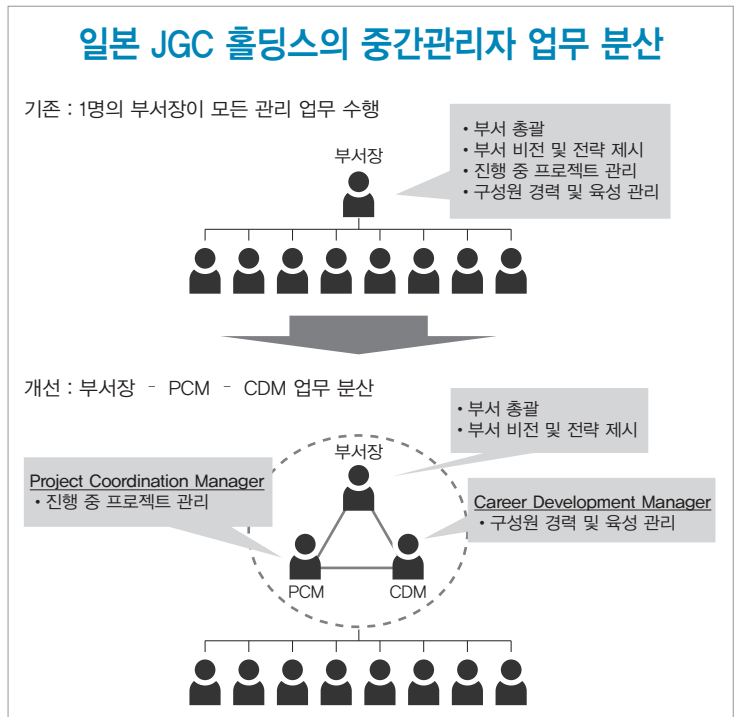 일본 JGC 홀딩스의 중간관리자 업무 분산
기존 : 1명의 부서장이 모든 관리 업무 수행
부서장
• 부서 총괄
• 부서 비전 및 전략 제시
• 진행 중 프로젝트 관리
• 구성원 경력 및 육성 관리
개선 : 부서장 - PCM - CDM 업무 분산
• 부서 총괄
• 부서 비전 및 전략 제시
부서장
Project Coordination Manager
• 진행 중 프로젝트 관리
Career Development Manager
• 구성원 경력 및 육성 관리
PCM
CDM